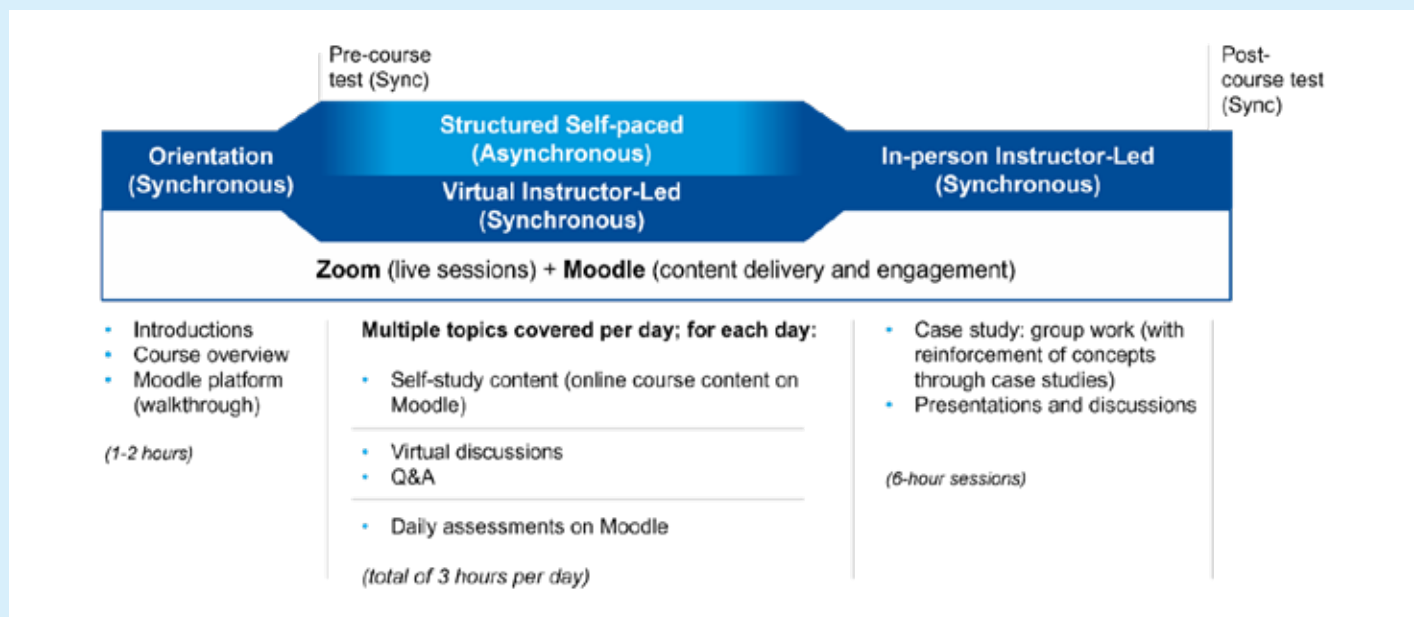 Pre-course
test (Sync)
Post-
course test
(Sync)
Orientation
(Synchronous)
Structured Self-paced
(Asynchronous)
Virtual Instructor-Led
(Synchronous)
In-person Instructor-Led
(Synchronous)
Zoom (live sessions) + Moodle (content delivery and engagement)
• Introductions
• Course overview
• Moodle platform
(walkthrough)
(1-2 hours)
Multiple topics covered per day; for each day:
• Self-study content (online course content on
Moodle)
• Virtual discussions
• Q&A
• Daily assessments on Moodle
(total of 3 hours per day)
• Case study: group work (with
reinforcement of concepts
through case studies)
• Presentations and discussions
(6-hour sessions)